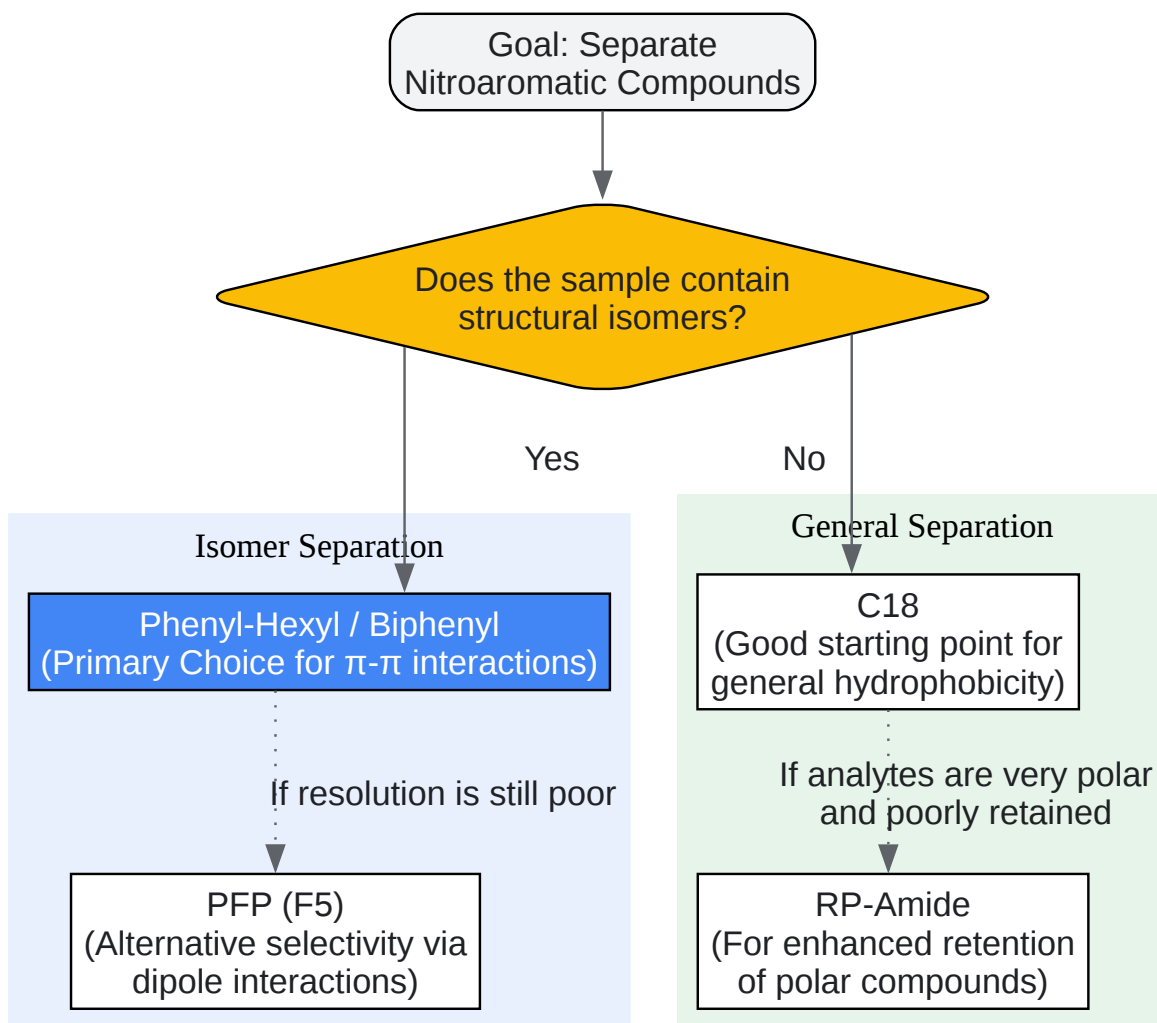 Goal: Separate
Nitroaromatic Compounds
Does the sample contain
structural isomers?
Yes
No
Isomer Separation
General Separation
Phenyl-Hexyl / Biphenyl
(Primary Choice for π-π interactions)
C18
(Good starting point for
general hydrophobicity)
If resolution is still poor
If analytes are very polar
and poorly retained
PFP (F5)
(Alternative selectivity via
dipole interactions)
RP-Amide
(For enhanced retention
of polar compounds)